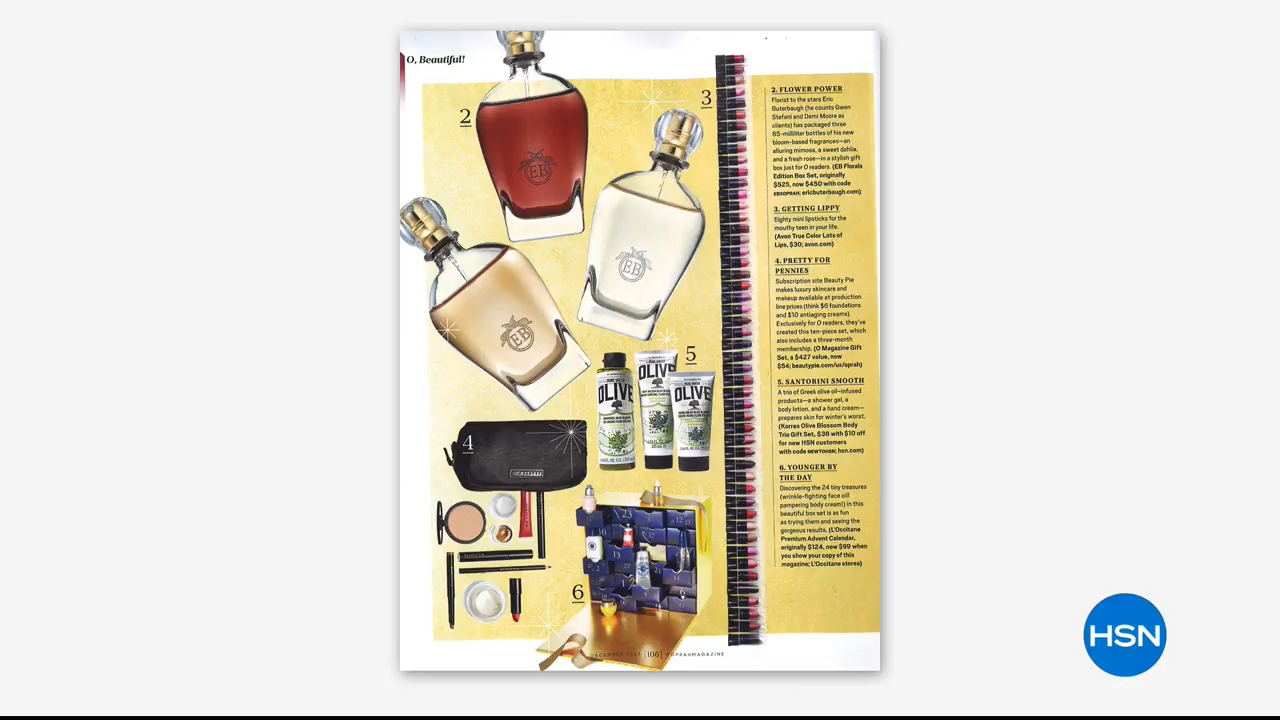 O, Beautiful!
2
3
2. FLOWER POWER
Florist to the stars Eric
Buterbaugh (he counts Gwen
Stefani and Demi Moore as
clients) has packaged three
65-milliliter bottles of his new
bloom-based fragrances—an
alluring mimosa, a sweet dahlia,
and a fresh rose—in a stylish gift
box just for O readers. (EB Florals
Edition Box Set, originally
$525, now $450 with code
EBXOPRAH; ericbuterbaugh.com)
3. GETTING LIPPY
Eighty mini lipsticks for the
mouthy teen in your life.
(Avon True Color Lots of
Lips, $30; avon.com)
4. PRETTY FOR
PENNIES
Subscription site Beauty Pie
makes luxury skincare and
makeup available at production
line prices (think $6 foundations
and $10 antiaging creams).
Exclusively for O readers, they've
created this ten-piece set, which
also includes a three-month
membership. (O Magazine Gift
Set, a $427 value, now
$54; beautypie.com/us/oprah)
5. SANTORINI SMOOTH
A trio of Greek olive oil–infused
products—a shower gel, a
body lotion, and a hand cream—
prepares skin for winter's worst.
(Korres Olive Blossom Body
Trio Gift Set, $38 with $10 off
for new HSN customers
with code NEWTOHSN; hsn.com)
6. YOUNGER BY
THE DAY
Discovering the 24 tiny treasures
(wrinkle-fighting face oil!
pampering body cream!) in this
beautiful box set is as fun
as trying them and seeing the
gorgeous results. (L'Occitane
Premium Advent Calendar,
originally $124, now $99 when
you show your copy of this
magazine; L'Occitane stores)
EB
EB
EB
5
OLIVE
OLIVE
OLIVE
4
6
DECEMBER 2017 |106| OPRAHMAGAZINE
HSN